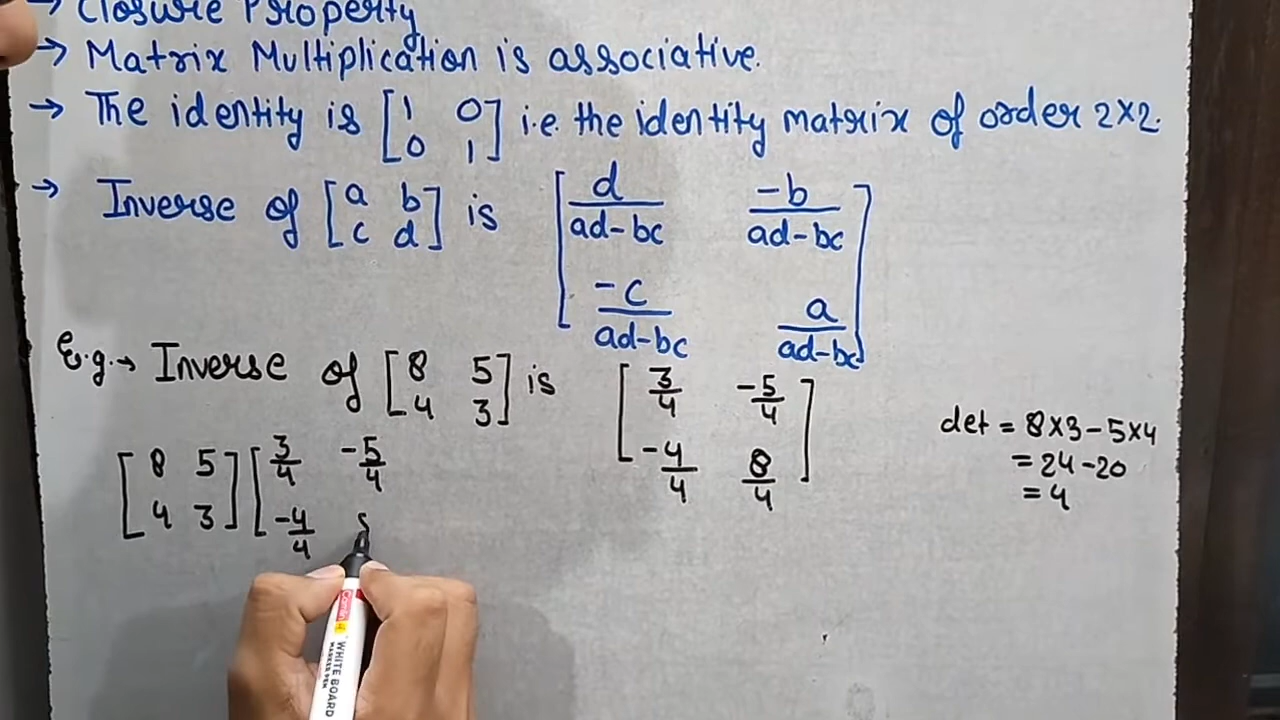 → Closure Property
→ Matrix Multiplication is associative.
→ The identity is [1 0; 0 1] i.e. the identity matrix of order 2×2.
→ Inverse of [a b; c d] is [d/ad-bc -b/ad-bc; -c/ad-bc a/ad-bc]
E.g.→ Inverse of [8 5; 4 3] is [3/4 -5/4; -4/4 8/4]
det = 8×3-5×4
= 24-20
= 4
[8 5; 4 3] [3/4 -5/4; -4/4
Camlin
WHITE BOARD
MARKER PEN